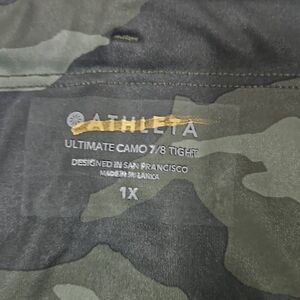 ATHLETA
ULTIMATE CAMO 7/8 TIGHT
DESIGNED IN SAN FRANCISCO
MADE IN SRI LANKA
1X